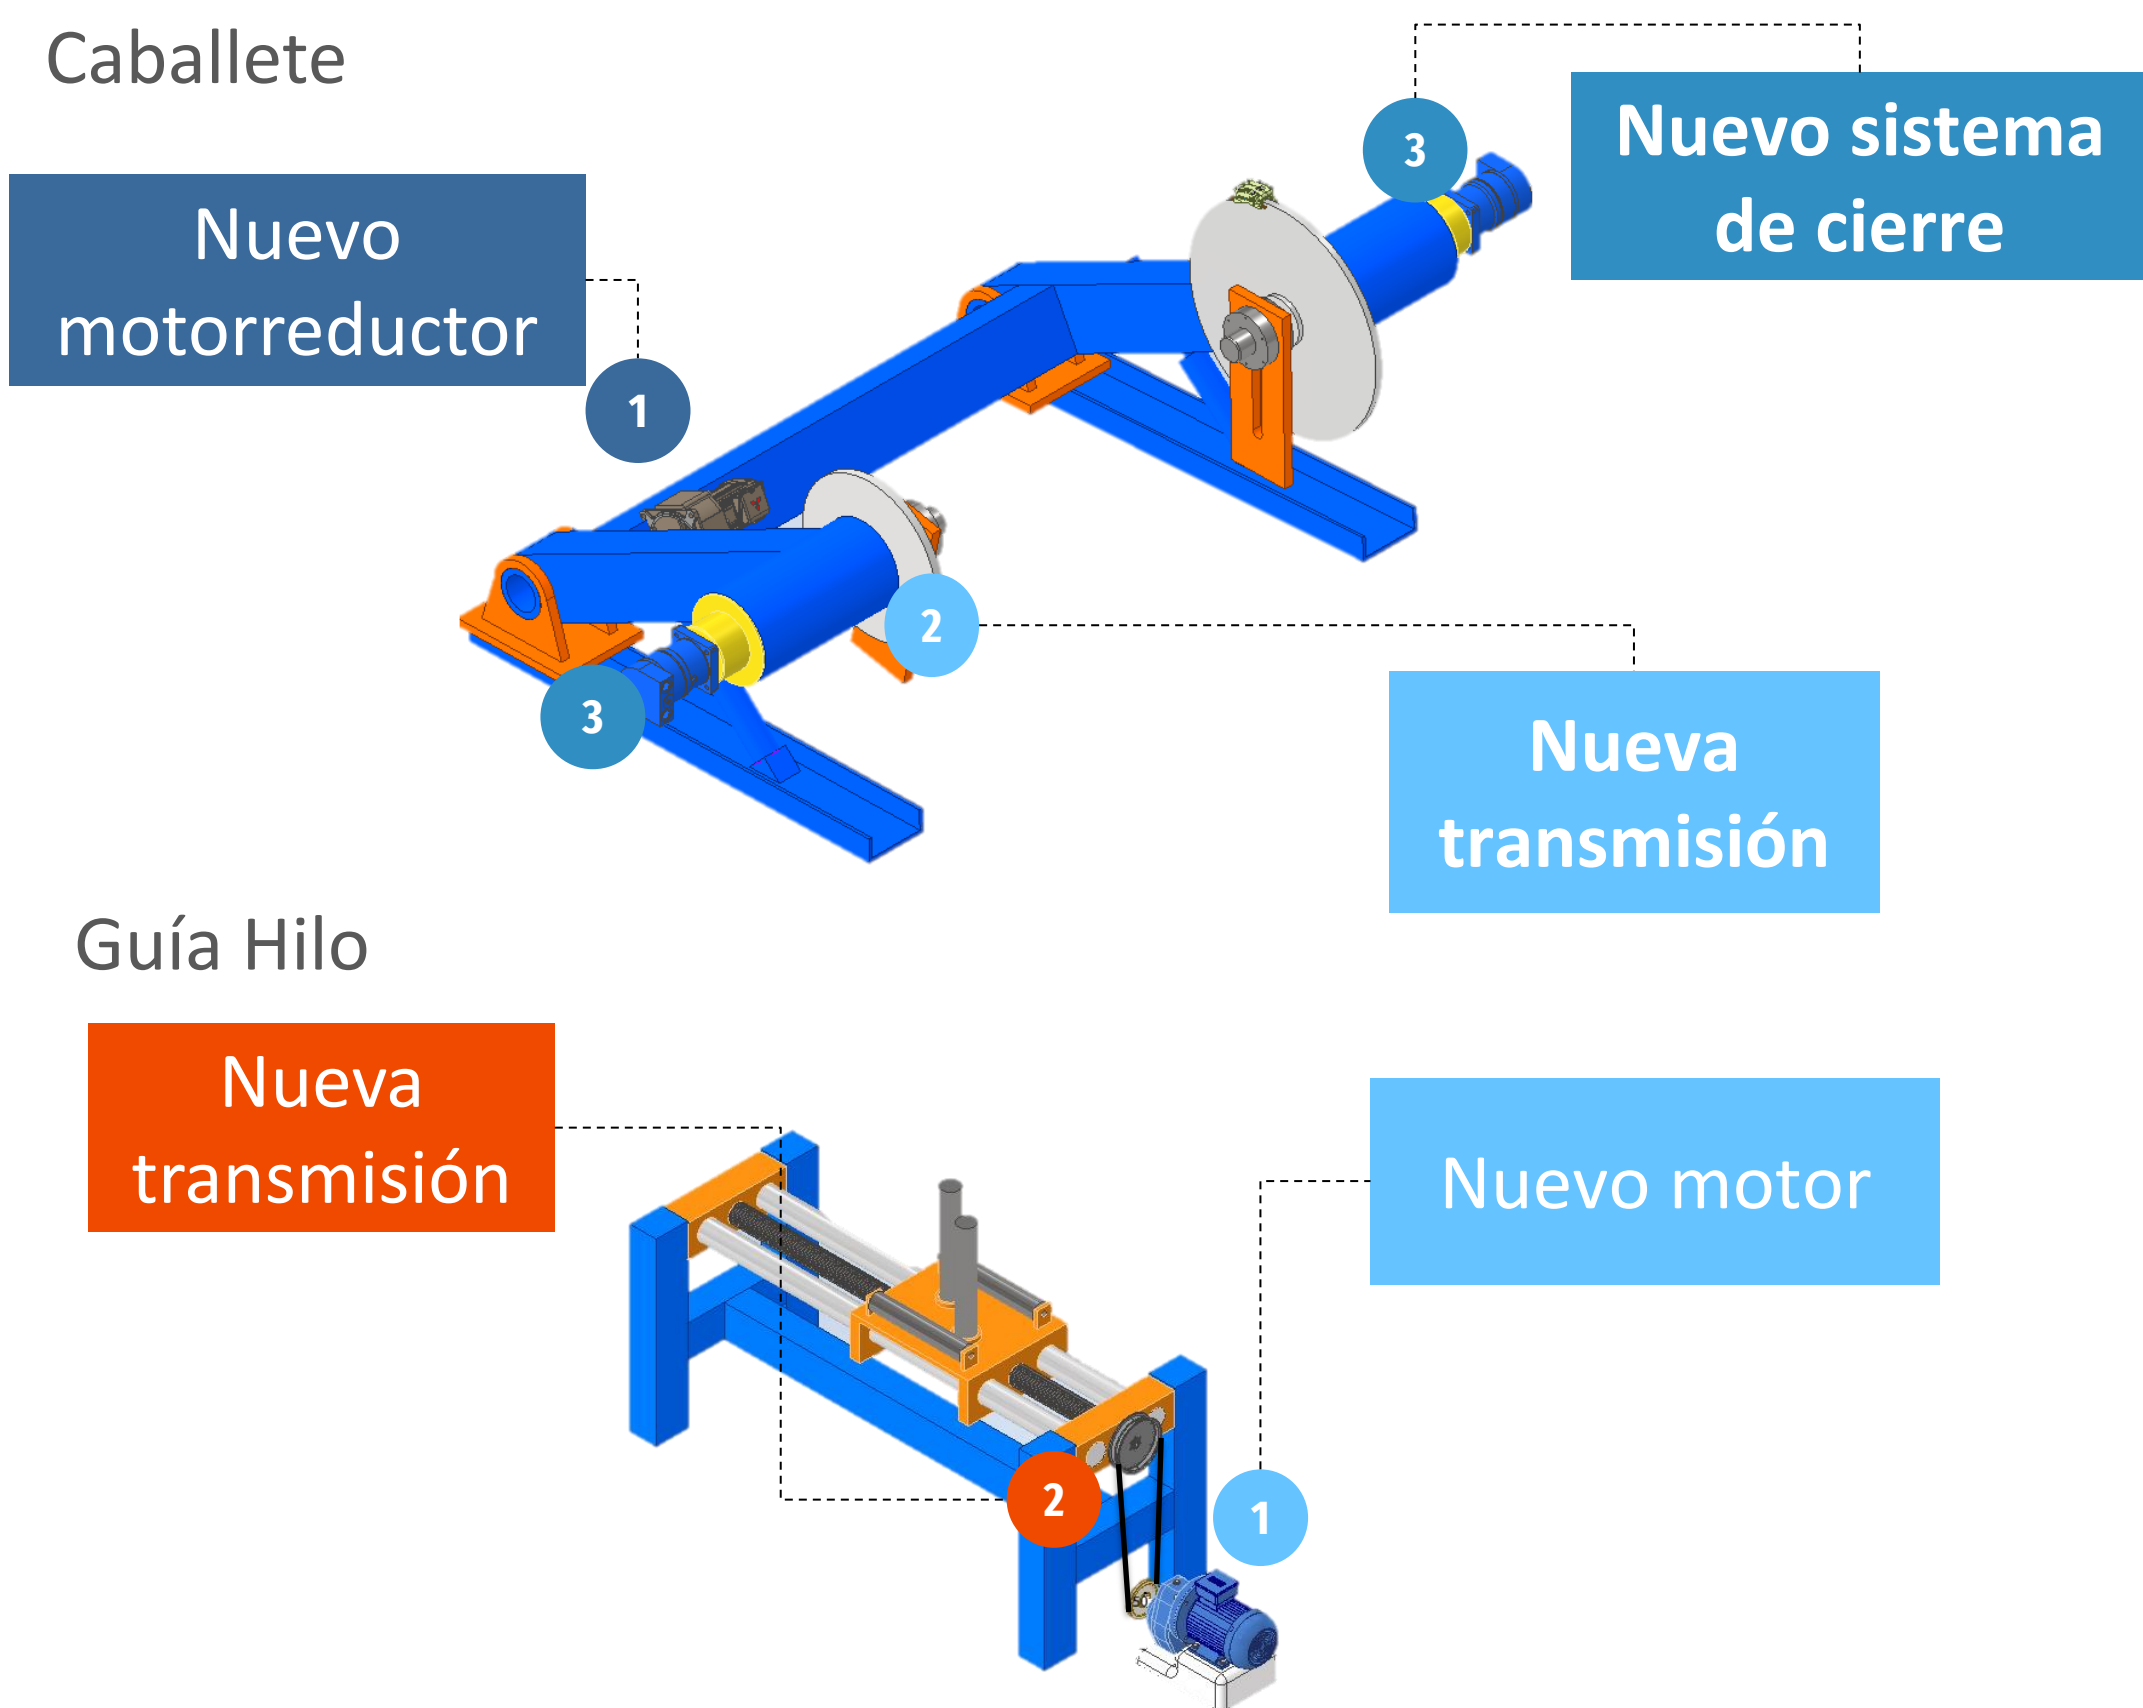 Caballete
3
Nuevo sistema
de cierre
Nuevo
motorreductor
1
2
3
Nueva
transmisión
Guía Hilo
Nueva
transmisión
Nuevo motor
2
1